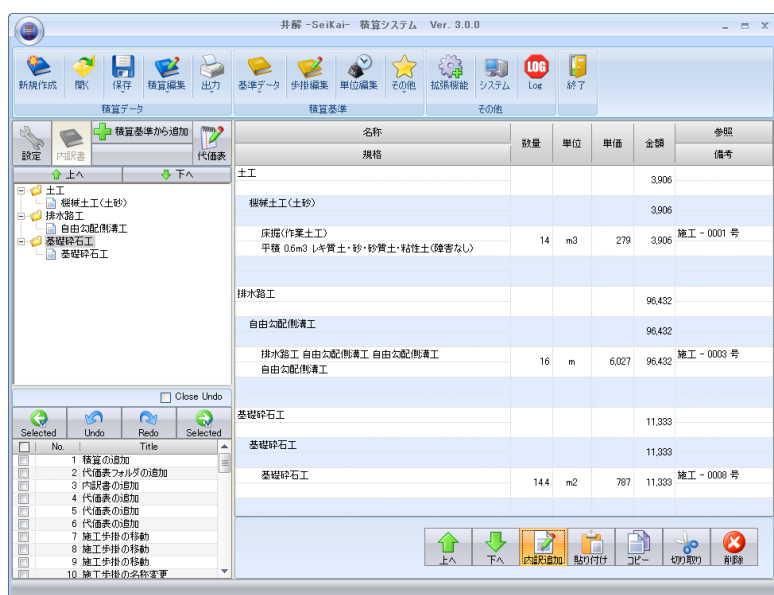 井解 -SeiKai- 積算システム Ver. 3.0.0
新規作成 開く 保存 積算編集 出力 基準データ 歩掛編集 単位編集 その他 拡張機能 システム Log 終了
LOG
積算データ 積算基準 その他
設定 内訳書 積算基準から追加 代価表
上へ 下へ
土工
機械土工(土砂)
排水路工
自由勾配側溝工
基礎砕石工
基礎砕石工
Close Undo
Selected Undo Redo Selected
No. Title
1 積算の追加
2 代価表フォルダの追加
3 内訳書の追加
4 代価表の追加
5 代価表の追加
6 代価表の追加
7 施工歩掛の移動
8 施工歩掛の移動
9 施工歩掛の移動
10 施工歩掛の名称変更
名称 数量 単位 単価 金額 参照
規格 備考
土工 3,906
機械土工(土砂) 3,906
床掘(作業土工)
平積 0.6m3 レキ質土・砂・砂質土・粘性土(障害なし) 14 m3 279 3,906 施工 - 0001 号
排水路工 96,432
自由勾配側溝工 96,432
排水路工 自由勾配側溝工 自由勾配側溝工
自由勾配側溝工 16 m 6,027 96,432 施工 - 0003 号
基礎砕石工 11,333
基礎砕石工 11,333
基礎砕石工 14.4 m2 787 11,333 施工 - 0008 号
上へ 下へ 内訳追加 貼り付け コピー 切り取り 削除